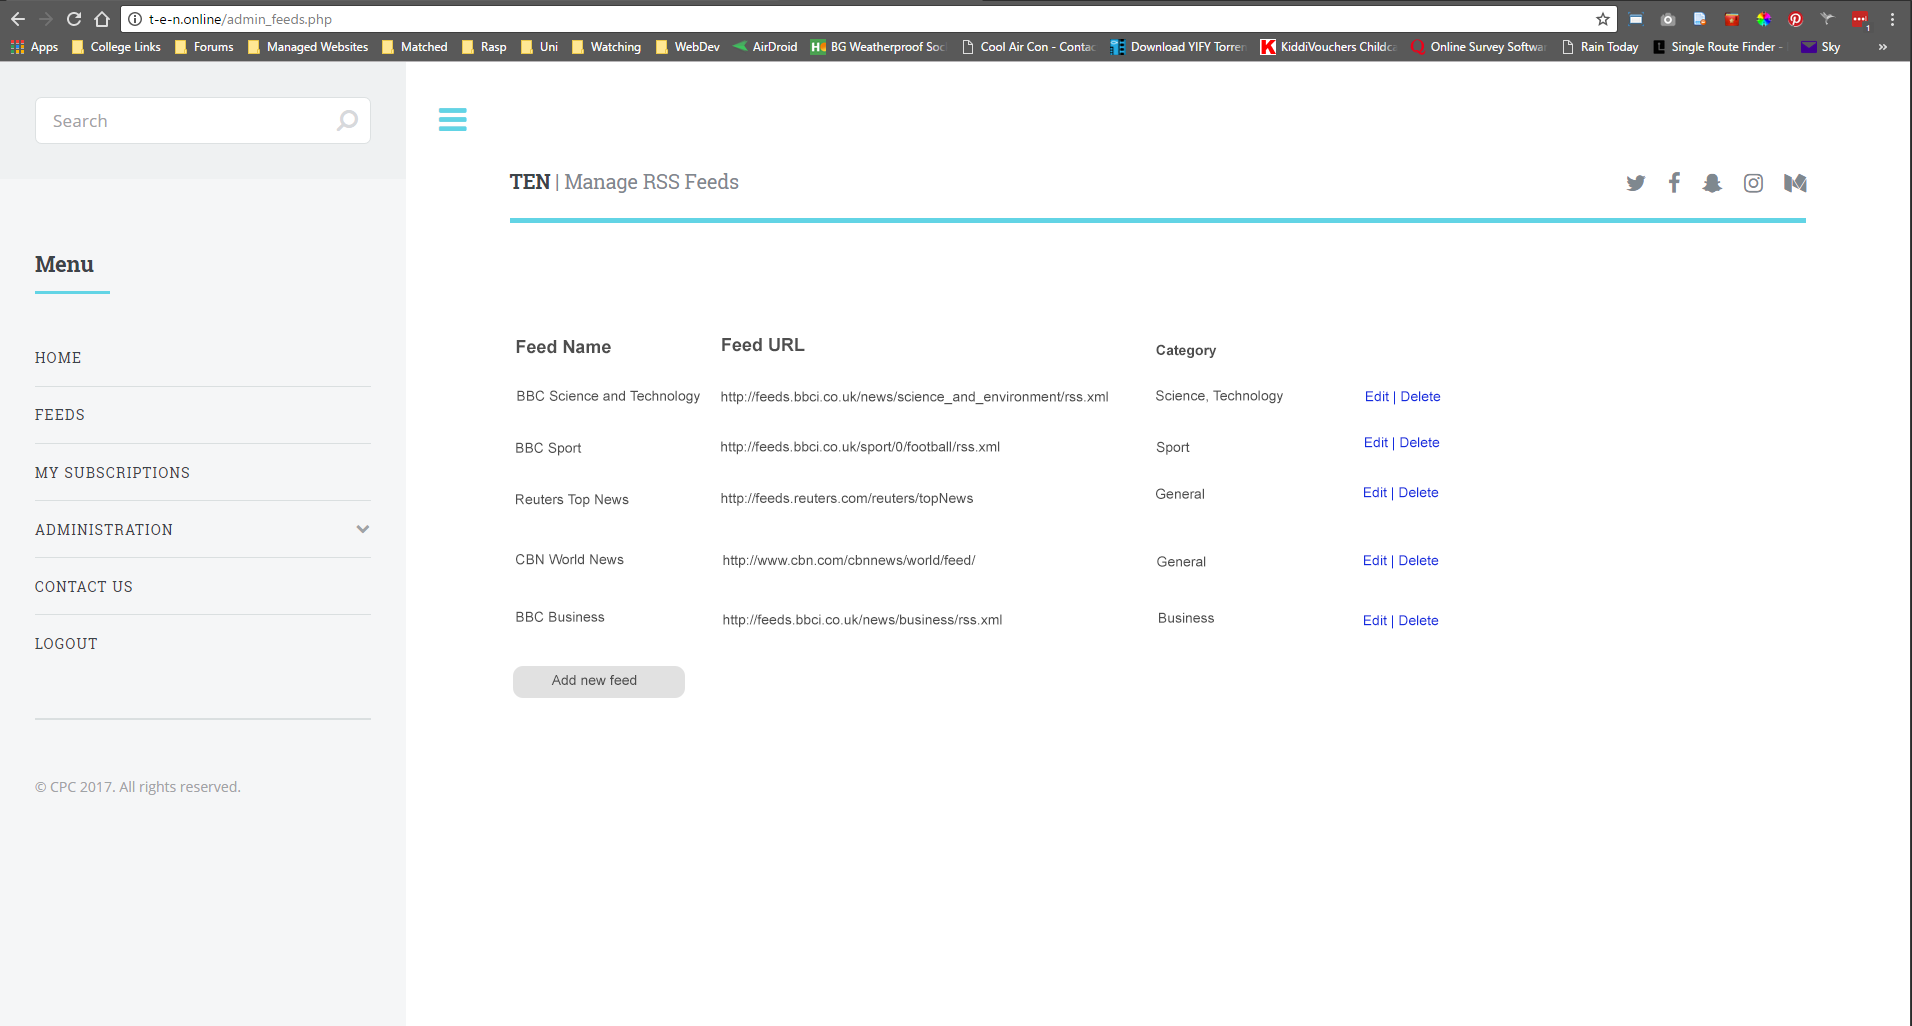 t-e-n.online/admin_feeds.php
Apps College Links Forums Managed Websites Matched Rasp Uni Watching WebDev AirDroid BG Weatherproof Soc Cool Air Con - Contac Download YIFY Torren KiddiVouchers Childca Online Survey Softwa Rain Today Single Route Finder - Sky »
Search
TEN | Manage RSS Feeds
Menu
HOME
FEEDS
MY SUBSCRIPTIONS
ADMINISTRATION
CONTACT US
LOGOUT
© CPC 2017. All rights reserved.
Feed Name Feed URL Category
BBC Science and Technology http://feeds.bbci.co.uk/news/science_and_environment/rss.xml Science, Technology Edit | Delete
BBC Sport http://feeds.bbci.co.uk/sport/0/football/rss.xml Sport Edit | Delete
Reuters Top News http://feeds.reuters.com/reuters/topNews General Edit | Delete
CBN World News http://www.cbn.com/cbnnews/world/feed/ General Edit | Delete
BBC Business http://feeds.bbci.co.uk/news/business/rss.xml Business Edit | Delete
Add new feed